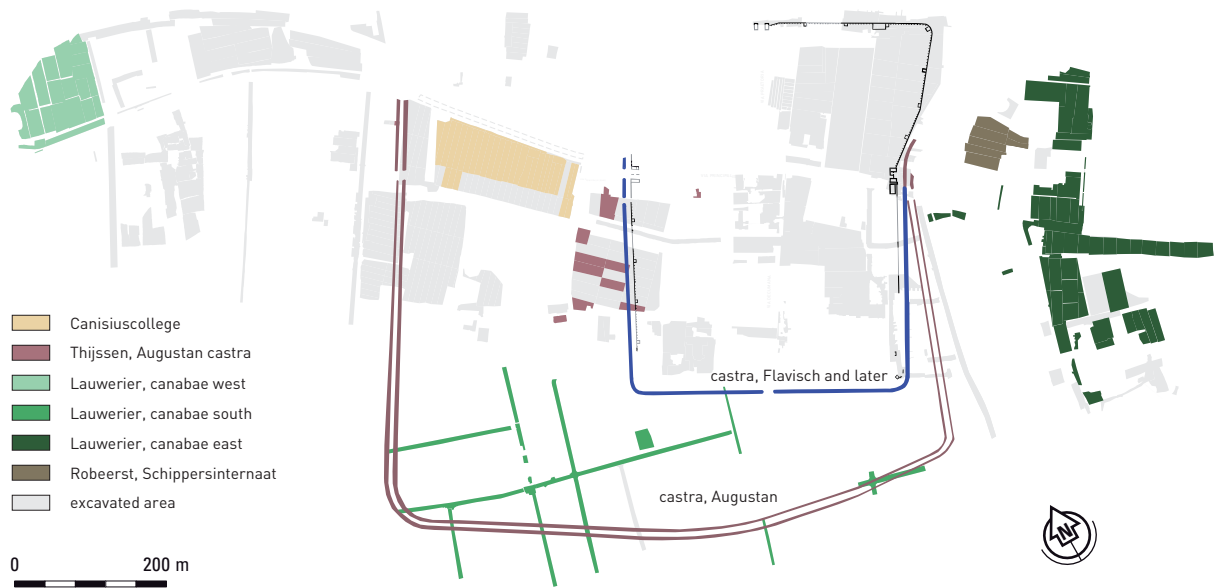 castra, Flavisch and later
castra, Augustan
Canisiuscollege
Thijssen, Augustan castra
Lauwerier, canabae west
Lauwerier, canabae south
Lauwerier, canabae east
Robeerst, Schippersinternaat
excavated area
0 200 m
N